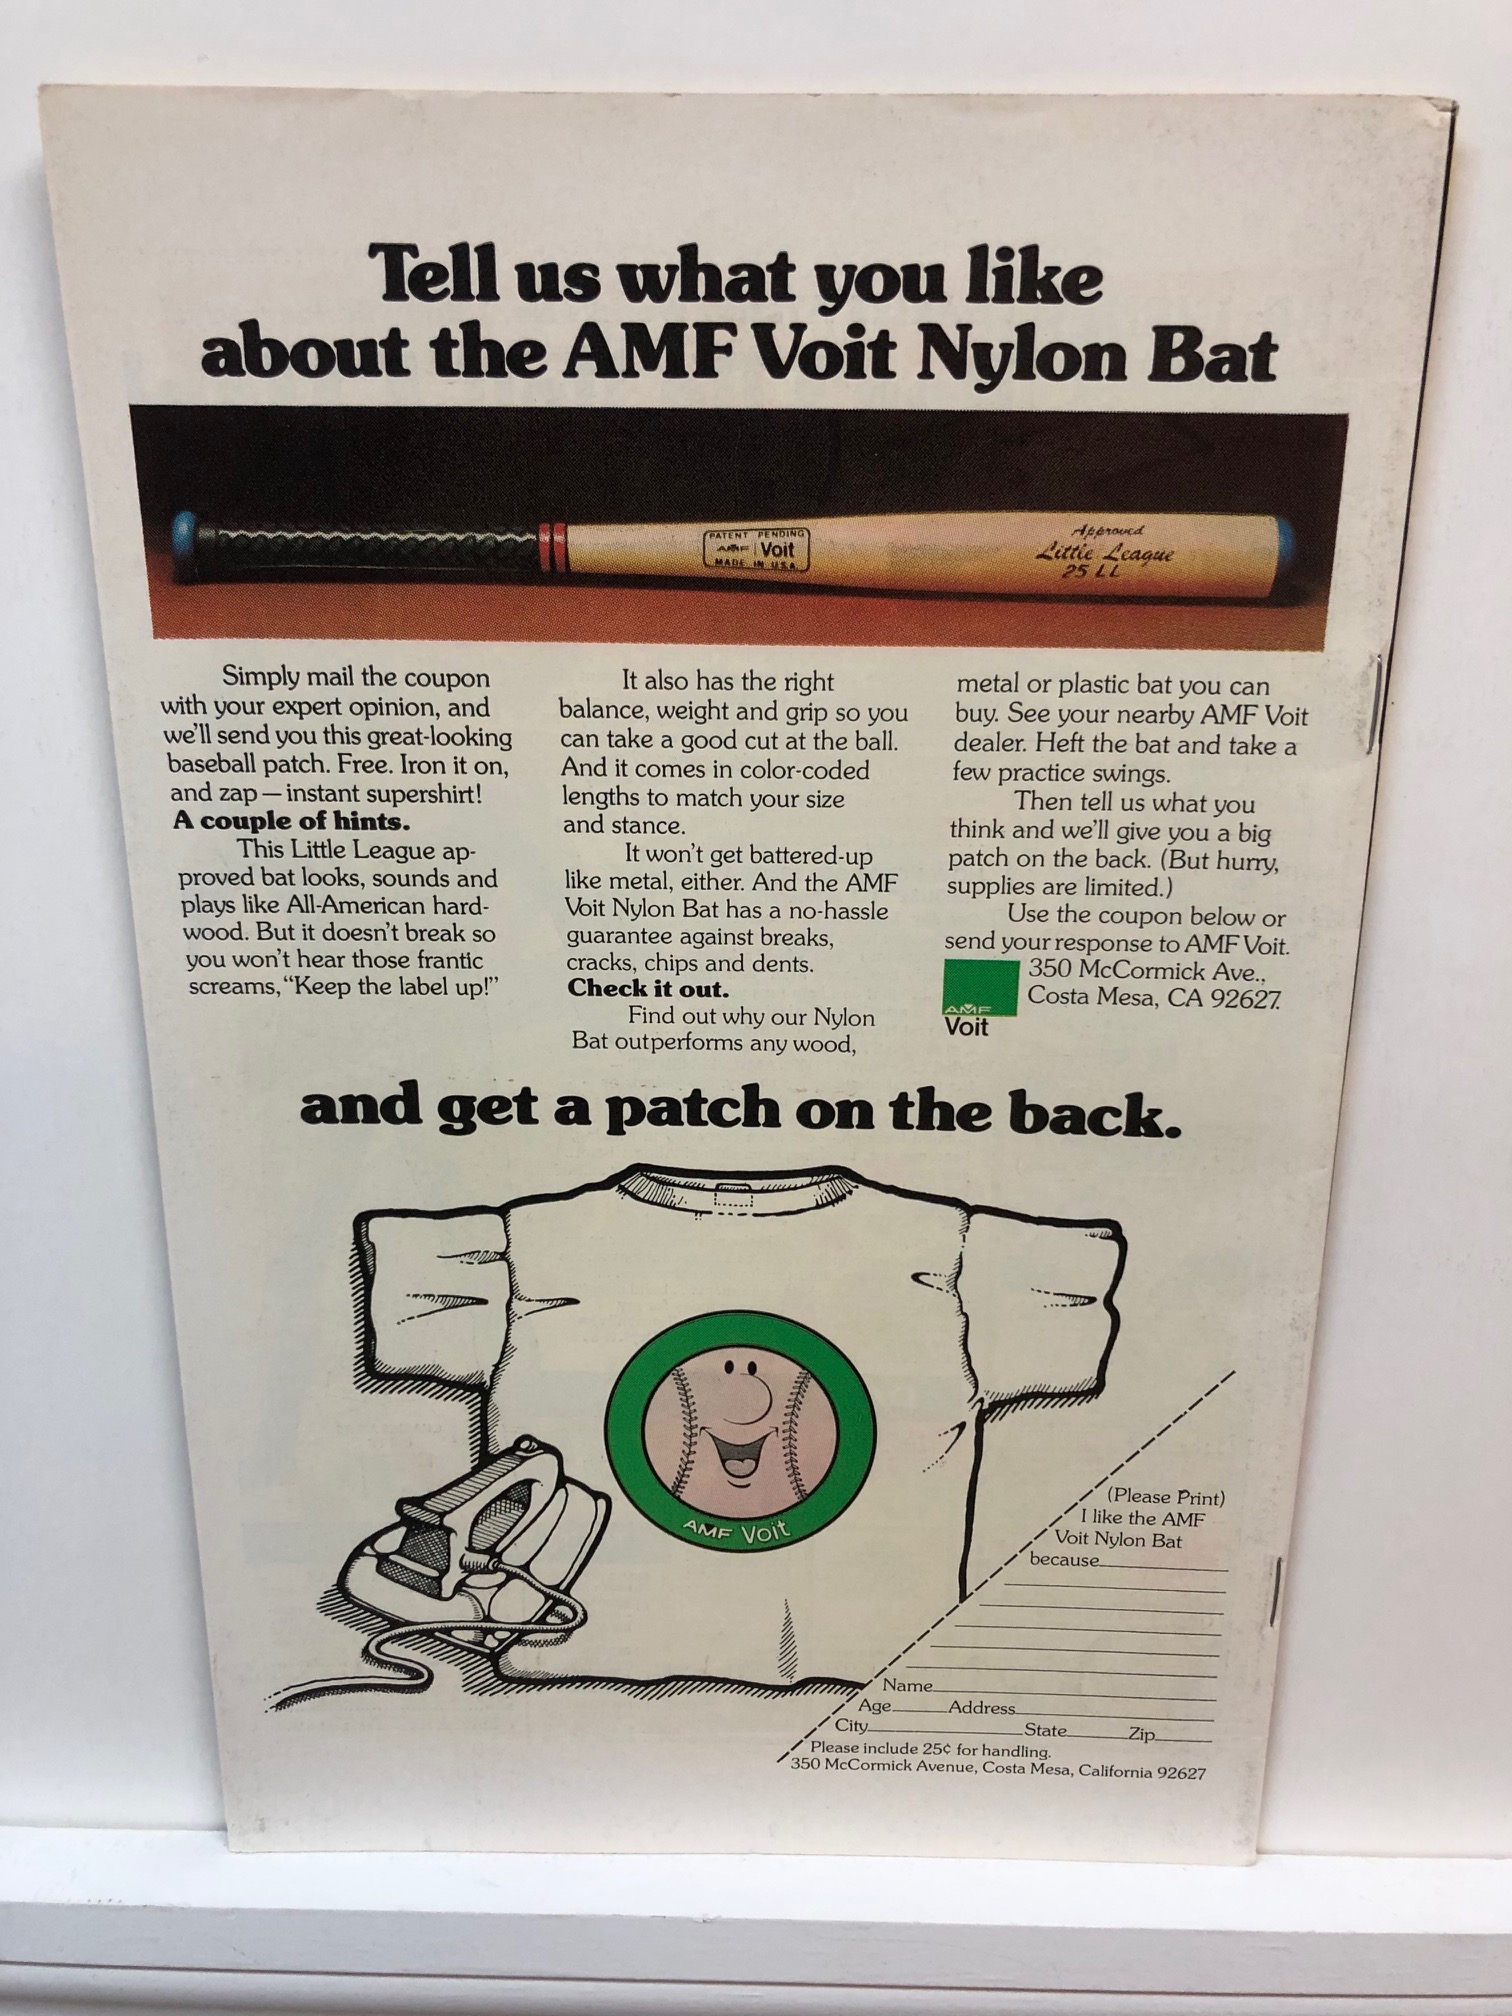 Tell us what you like
about the AMF Voit Nylon Bat
PATENT PENDING
AMF Voit
MADE IN U.S.A.
Approved
Little League
25 LL
Simply mail the coupon
with your expert opinion, and
we'll send you this great-looking
baseball patch. Free. Iron it on,
and zap — instant supershirt!
A couple of hints.
This Little League ap-
proved bat looks, sounds and
plays like All-American hard-
wood. But it doesn't break so
you won't hear those frantic
screams, "Keep the label up!"
It also has the right
balance, weight and grip so you
can take a good cut at the ball.
And it comes in color-coded
lengths to match your size
and stance.
It won't get battered-up
like metal, either. And the AMF
Voit Nylon Bat has a no-hassle
guarantee against breaks,
cracks, chips and dents.
Check it out.
Find out why our Nylon
Bat outperforms any wood,
metal or plastic bat you can
buy. See your nearby AMF Voit
dealer. Heft the bat and take a
few practice swings.
Then tell us what you
think and we'll give you a big
patch on the back. (But hurry,
supplies are limited.)
Use the coupon below or
send your response to AMF Voit.
350 McCormick Ave.,
Costa Mesa, CA 92627.
AMF
Voit
and get a patch on the back.
AMF Voit
(Please Print)
I like the AMF
Voit Nylon Bat
because
Name
Age Address
City State Zip
Please include 25¢ for handling.
350 McCormick Avenue, Costa Mesa, California 92627